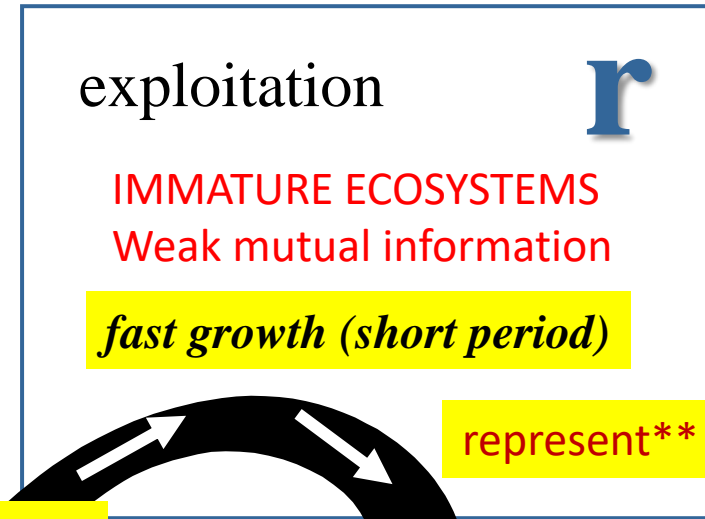 exploitation r
IMMATURE ECOSYSTEMS
Weak mutual information
fast growth (short period)
represent**